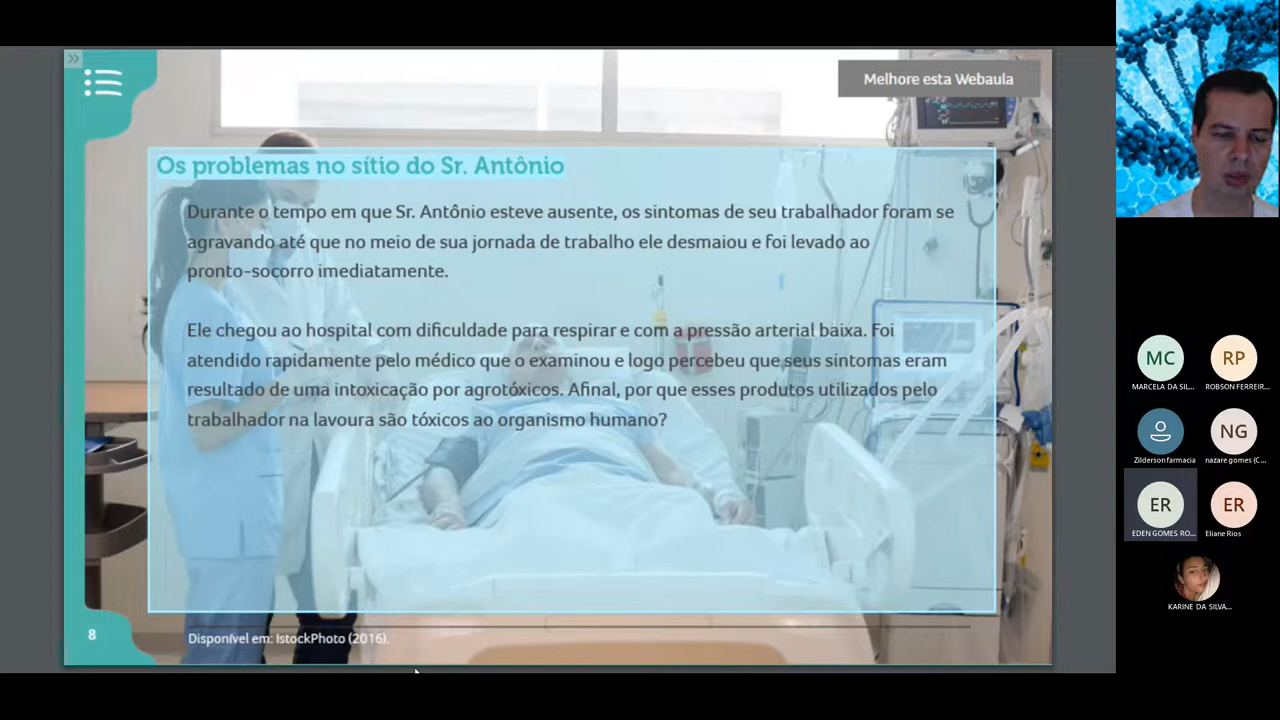 Melhore esta Webaula
Os problemas no sítio do Sr. Antônio
Durante o tempo em que Sr. Antônio esteve ausente, os sintomas de seu trabalhador foram se
agravando até que no meio de sua jornada de trabalho ele desmaiou e foi levado ao
pronto-socorro imediatamente.
Ele chegou ao hospital com dificuldade para respirar e com a pressão arterial baixa. Foi
atendido rapidamente pelo médico que o examinou e logo percebeu que seus sintomas eram
resultado de uma intoxicação por agrotóxicos. Afinal, por que esses produtos utilizados pelo
trabalhador na lavoura são tóxicos ao organismo humano?
8
Disponível em: IstockPhoto (2016).
MC
MARCELA DA SIL...
RP
ROBSON FERREIR...
Zilderson farmacia
NG
nazare gomes (C...
ER
EDEN GOMES RO...
ER
Eliane Rios
KARINE DA SILVA...